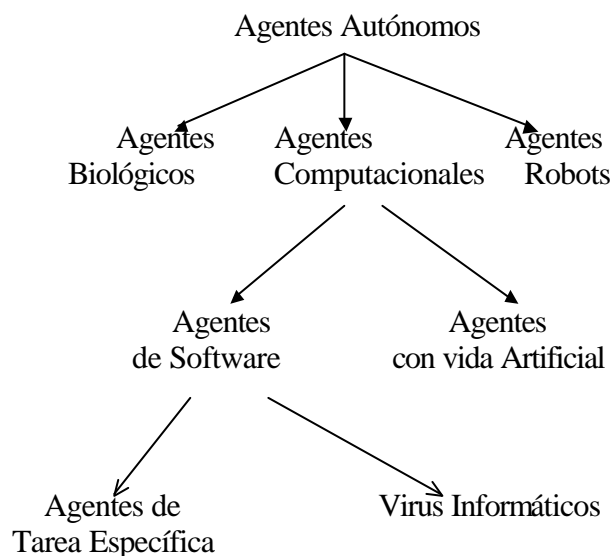 Agentes Autónomos
Agentes Biológicos
Agentes Computacionales
Agentes Robots
Agentes de Software
Agentes con vida Artificial
Agentes de Tarea Específica
Virus Informáticos